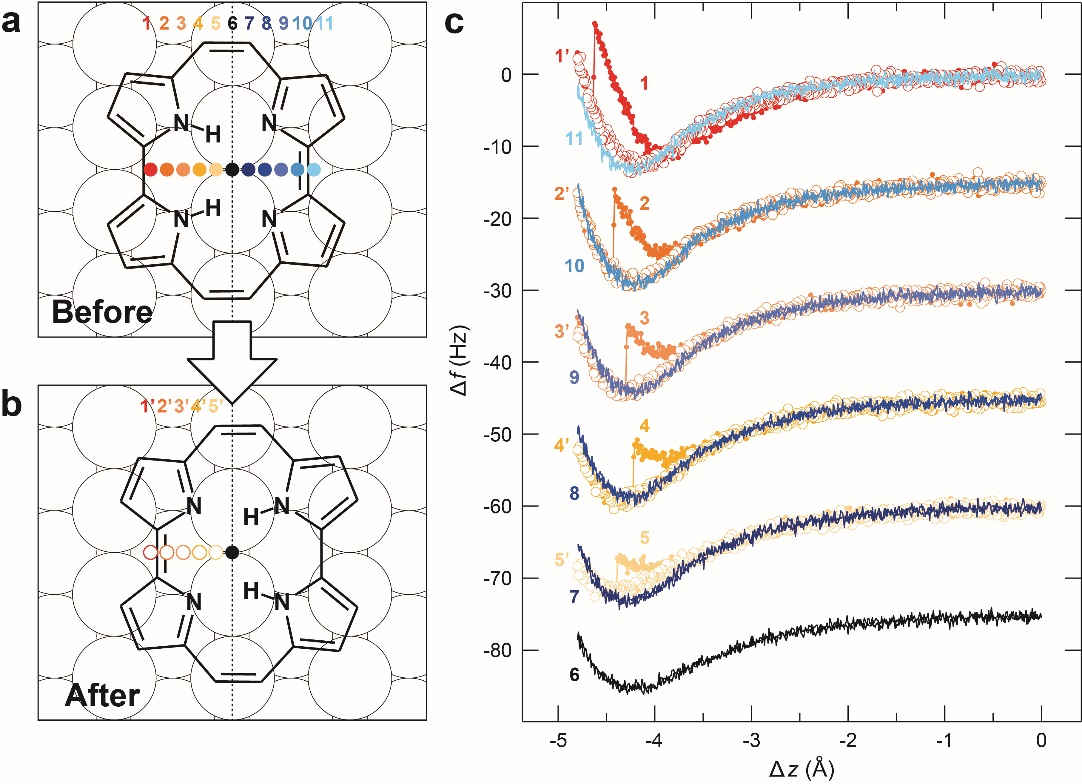 a
1 2 3 4 5 6 7 8 9 10 11
N H N
N H N
Before
b
1' 2' 3' 4' 5'
N H N
N H N
After
c
1' 1
11
2' 2
10
3' 3
9
4' 4
8
5' 5
7
6
0
-10
-20
-30
-40
-50
-60
-70
-80
Δf (Hz)
-5 -4 -3 -2 -1 0
Δz (Å)